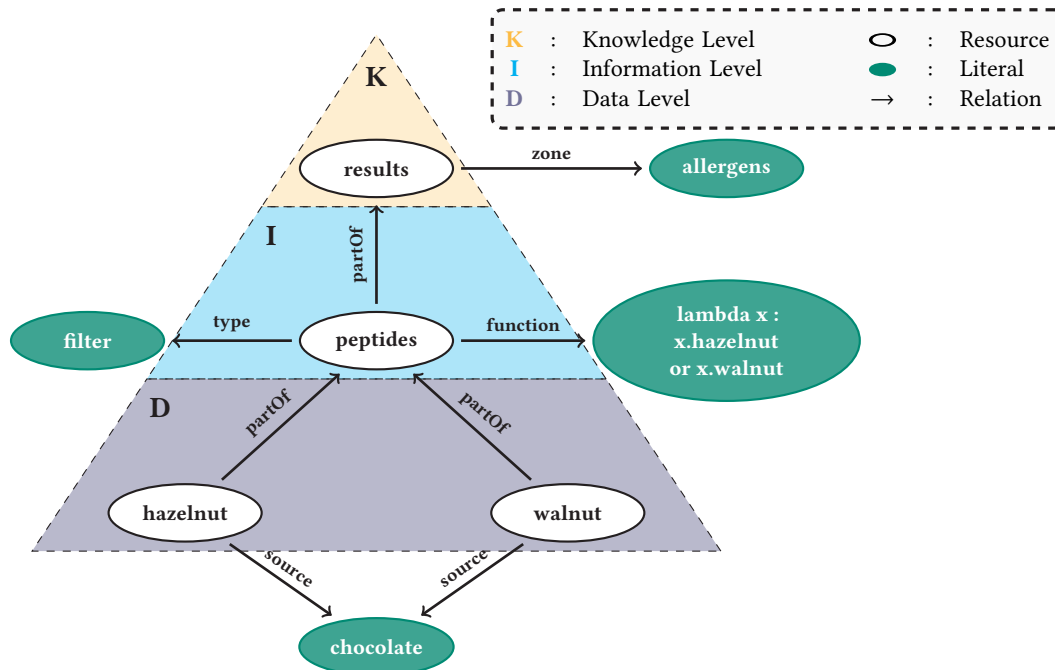 K : Knowledge Level
I : Information Level
D : Data Level
: Resource
: Literal
→ : Relation
K
results
zone
allergens
I
partOf
filter
type
peptides
function
lambda x :
x.hazelnut
or x.walnut
D
partOf
partOf
hazelnut
walnut
source
source
chocolate